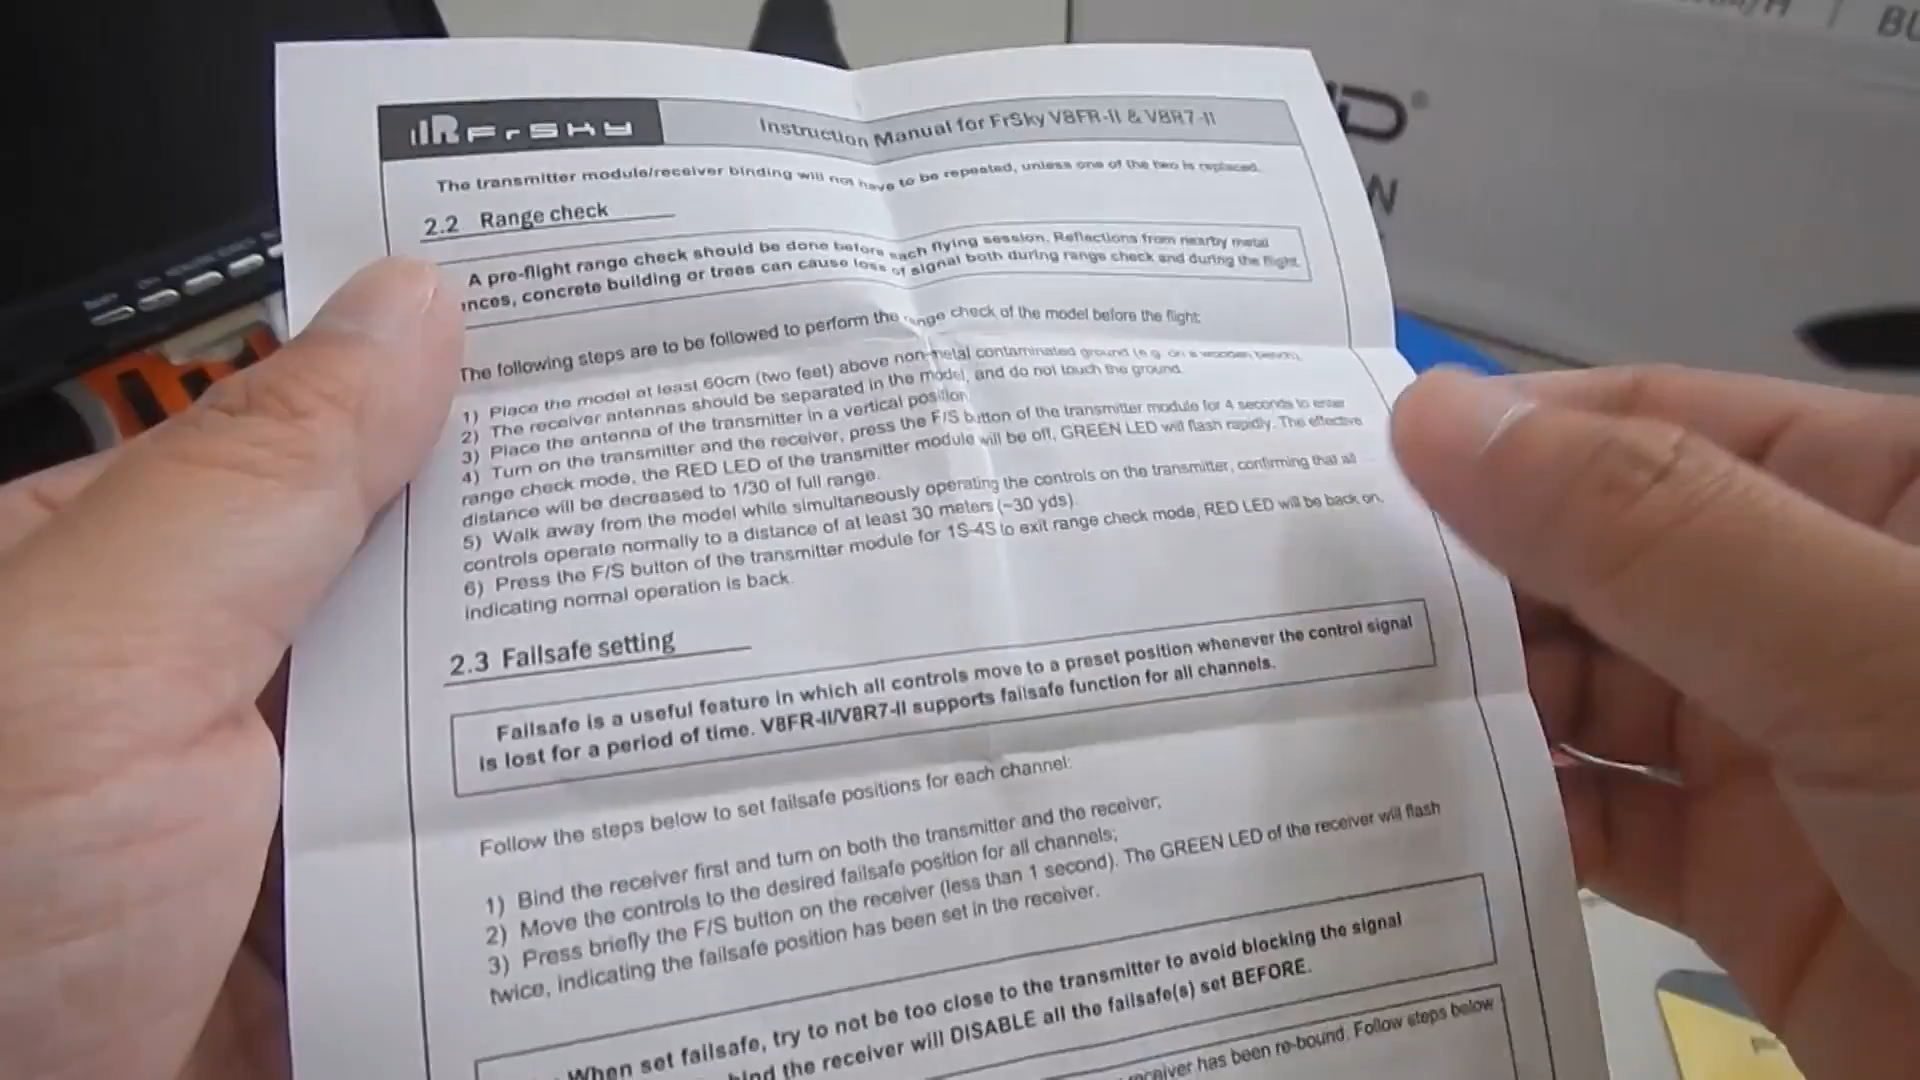 FrSky
Instruction Manual for FrSky V8FR-II & V8R7-II
The transmitter module/receiver binding will not have to be repeated, unless one of the two is replaced.
2.2 Range check
A pre-flight range check should be done before each flying session. Reflections from nearby metal
nces, concrete building or trees can cause loss of signal both during range check and during the flight.
The following steps are to be followed to perform the range check of the model before the flight:
1) Place the model at least 60cm (two feet) above non-metal contaminated ground (e.g. on a wooden bench).
2) The receiver antennas should be separated in the model, and do not touch the ground.
3) Place the antenna of the transmitter in a vertical position.
4) Turn on the transmitter and the receiver, press the F/S button of the transmitter module for 4 seconds to enter
range check mode, the RED LED of the transmitter module will be off, GREEN LED will flash rapidly. The effective
distance will be decreased to 1/30 of full range.
5) Walk away from the model while simultaneously operating the controls on the transmitter, confirming that all
controls operate normally to a distance of at least 30 meters (~30 yds).
6) Press the F/S button of the transmitter module for 1S-4S to exit range check mode, RED LED will be back on,
indicating normal operation is back.
2.3 Failsafe setting
Failsafe is a useful feature in which all controls move to a preset position whenever the control signal
is lost for a period of time. V8FR-II/V8R7-II supports failsafe function for all channels.
Follow the steps below to set failsafe positions for each channel:
1) Bind the receiver first and turn on both the transmitter and the receiver;
2) Move the controls to the desired failsafe position for all channels;
3) Press briefly the F/S button on the receiver (less than 1 second). The GREEN LED of the receiver will flash
twice, indicating the failsafe position has been set in the receiver.
When set failsafe, try to not be too close to the transmitter to avoid blocking the signal
bind the receiver will DISABLE all the failsafe(s) set BEFORE.
receiver has been re-bound. Follow steps below